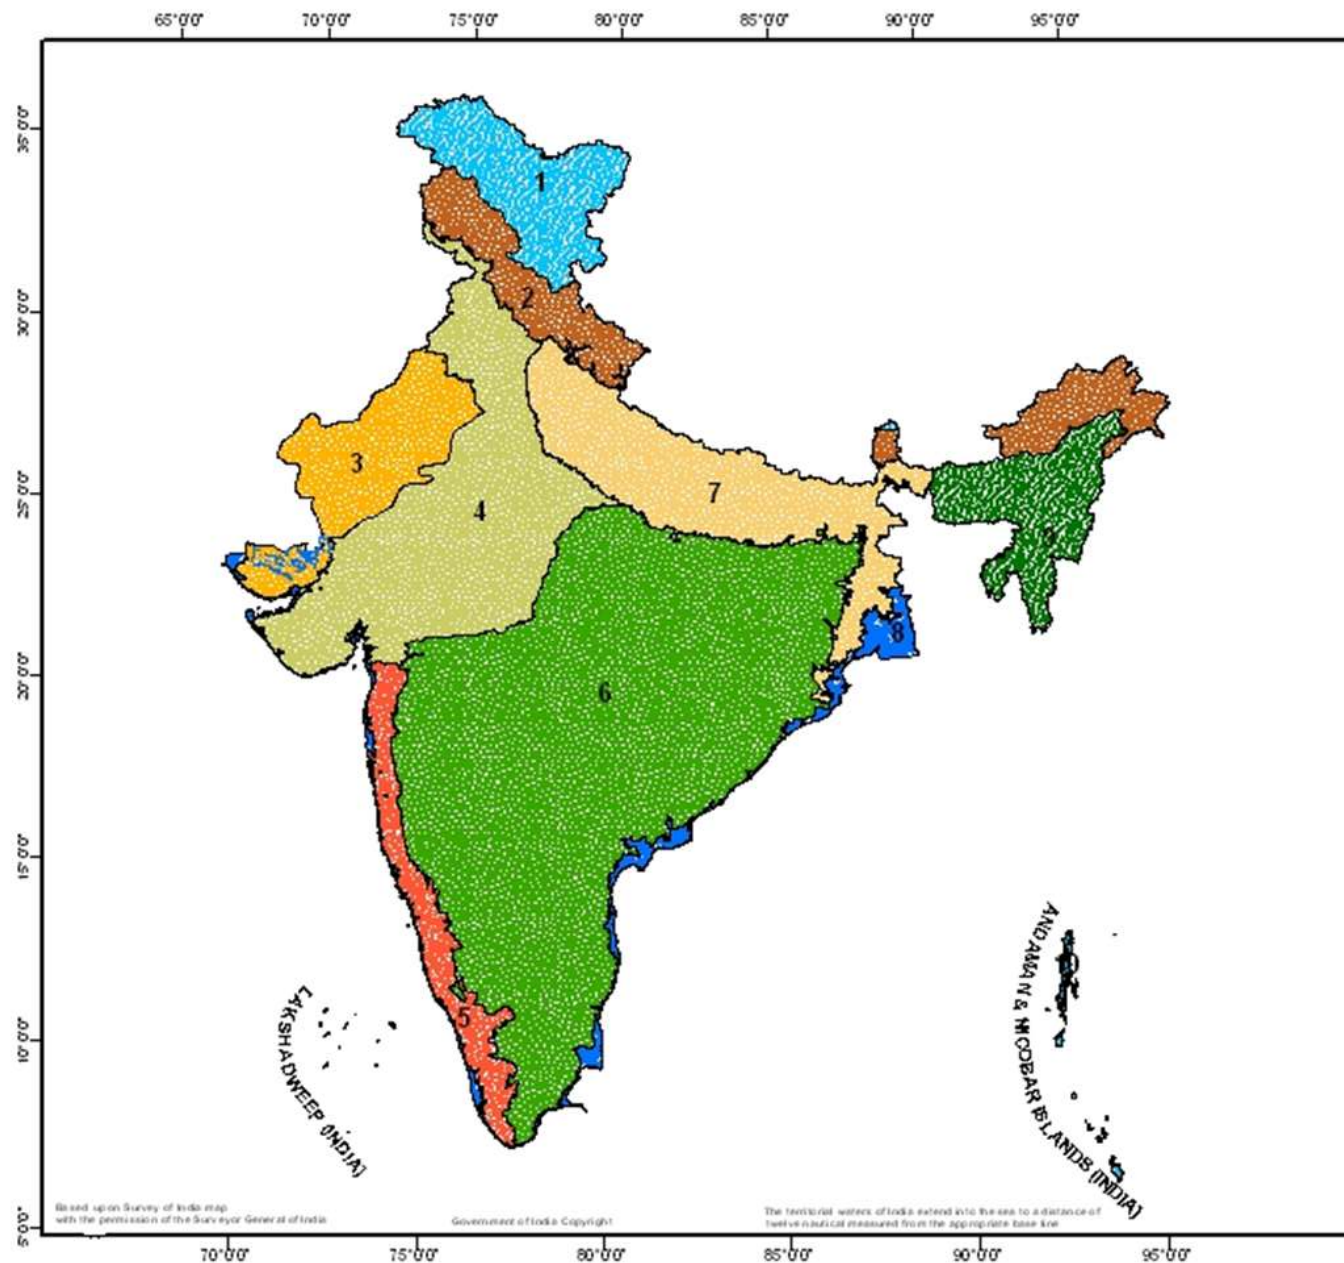 65°0'0" 70°0'0" 75°0'0" 80°0'0" 85°0'0" 90°0'0" 95°0'0"
35°0'0"
30°0'0"
25°0'0"
20°0'0"
15°0'0"
10°0'0"
5°0'0"
1
2
3
4
7
8
6
5
LAKSHADWEEP (INDIA)
ANDAMAN & NICOBAR ISLANDS (INDIA)
Based upon Survey of India map
with the permission of the Surveyor General of India
Government of India Copyright
The territorial waters of India extend into the sea to a distance of
twelve nautical measured from the appropriate base line
70°0'0" 75°0'0" 80°0'0" 85°0'0" 90°0'0" 95°0'0"